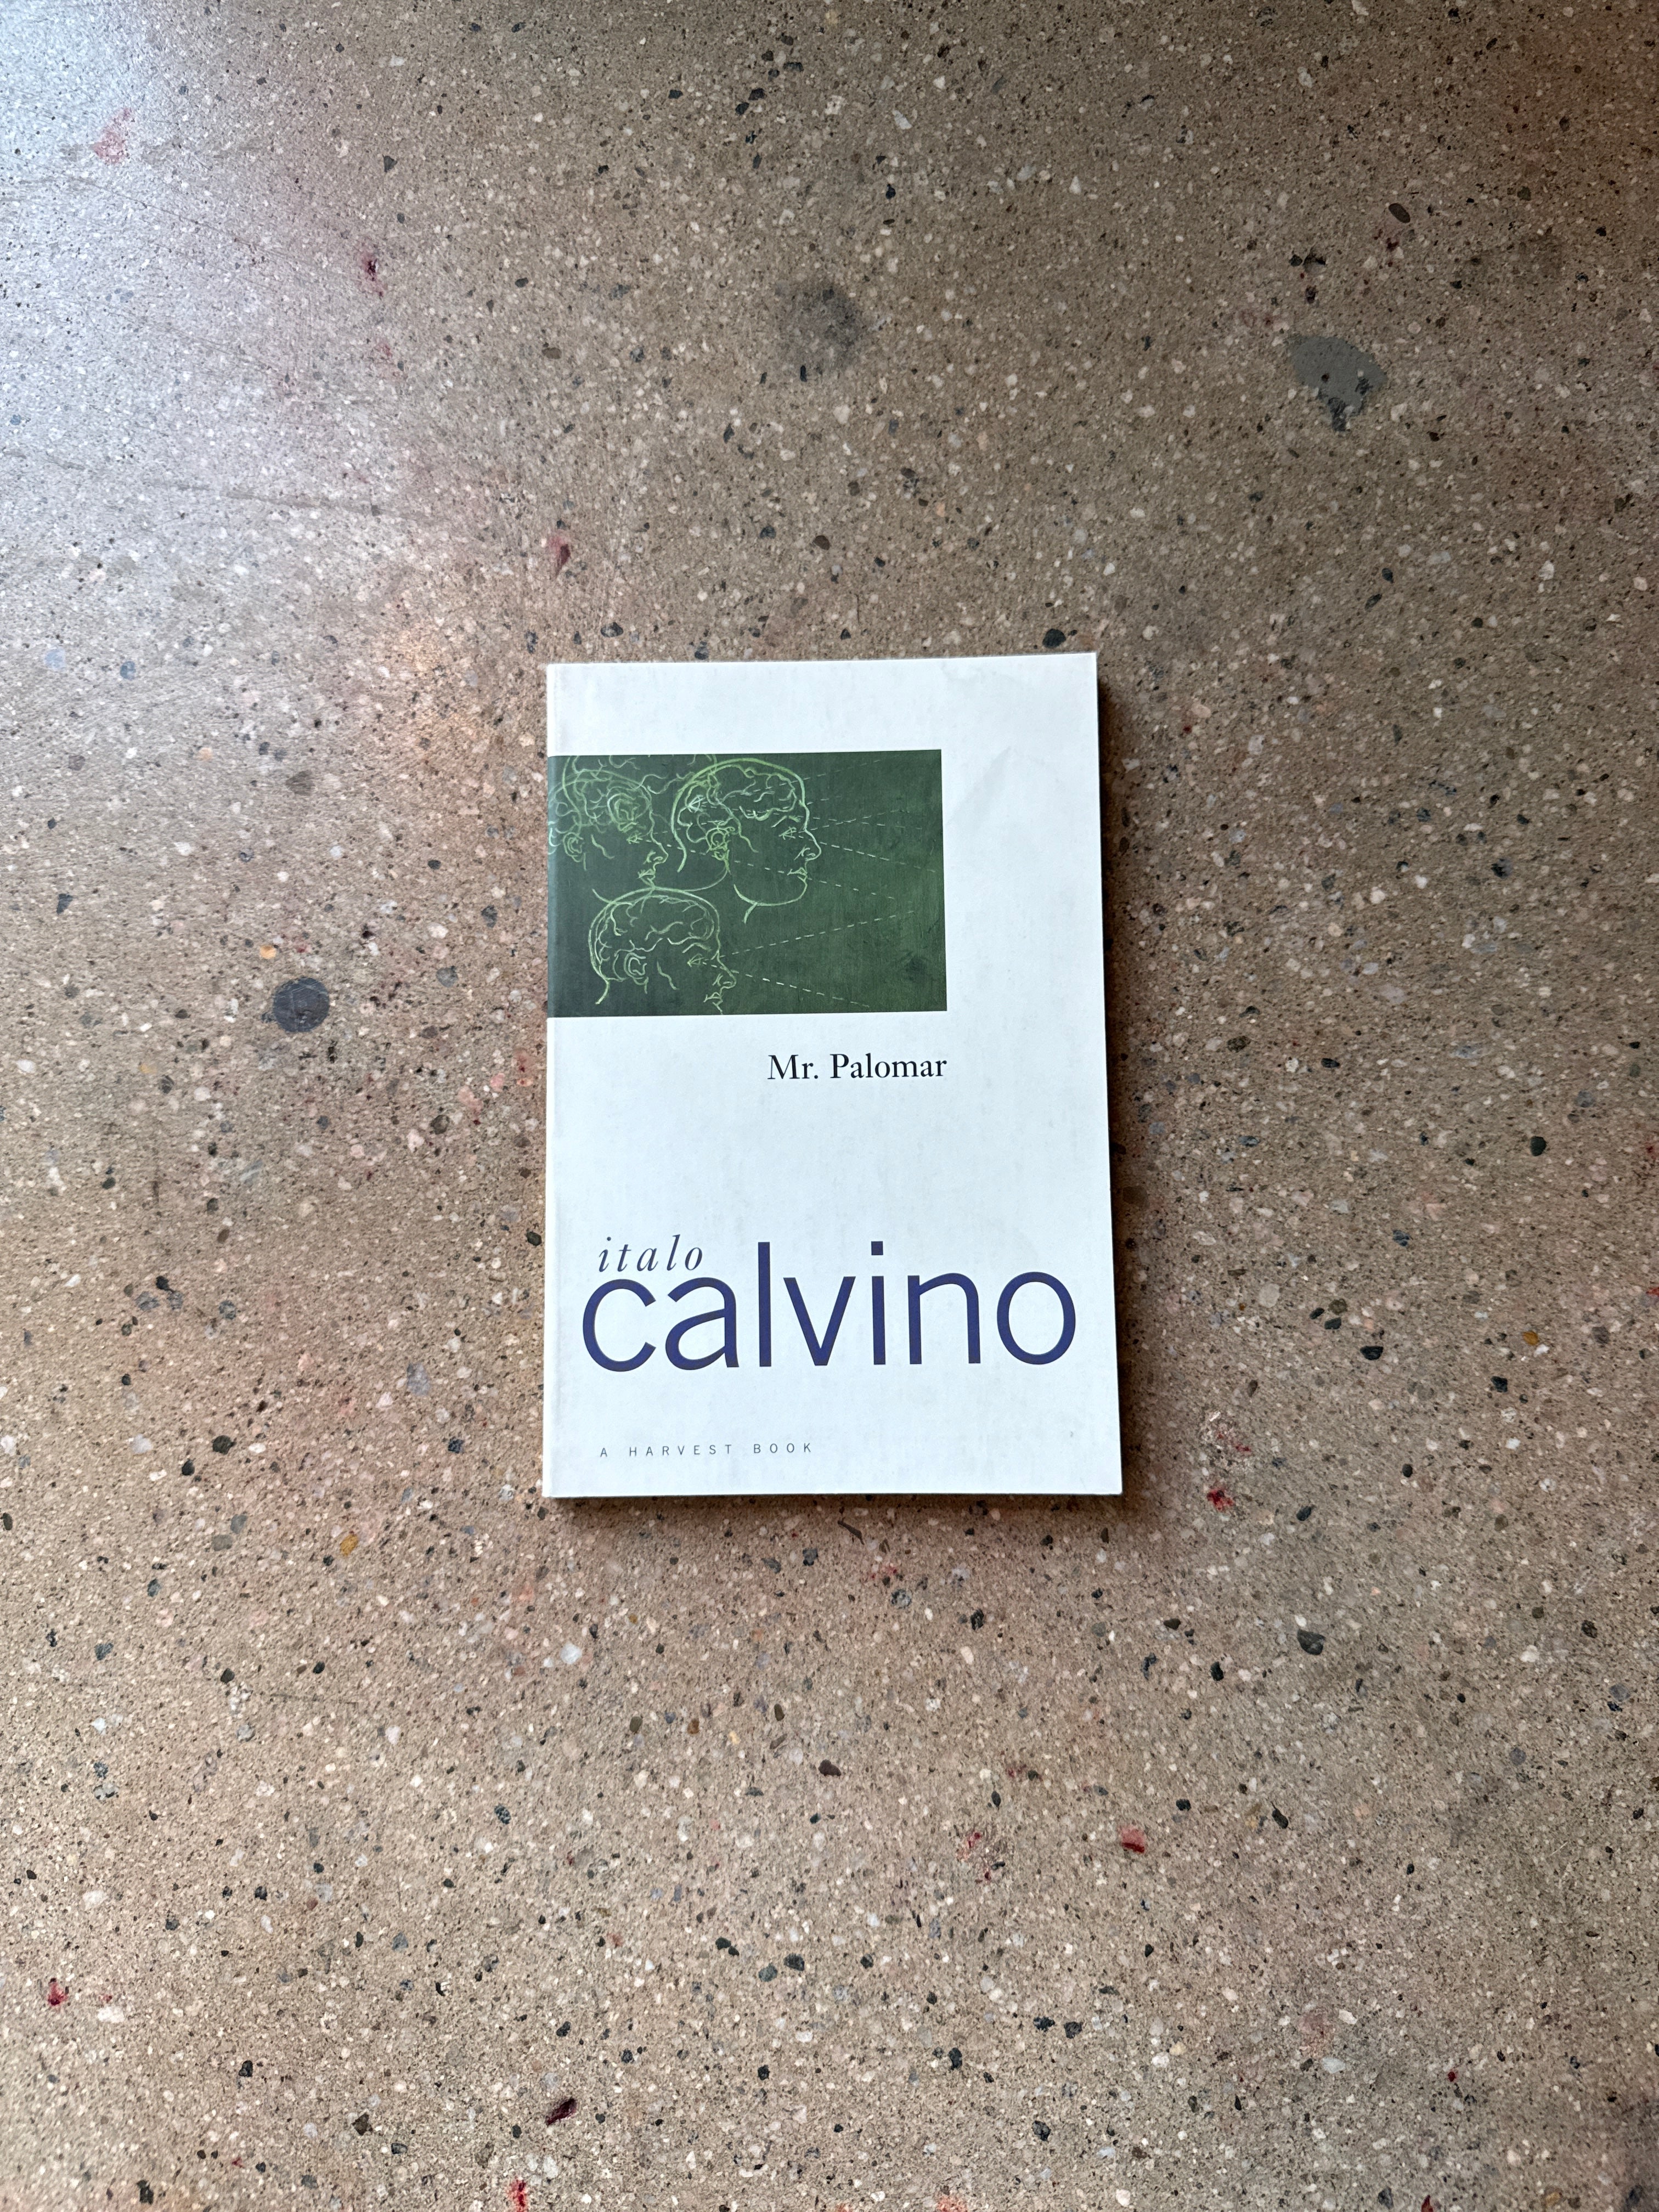 Mr. Palomar
italo
calvino
A HARVEST BOOK